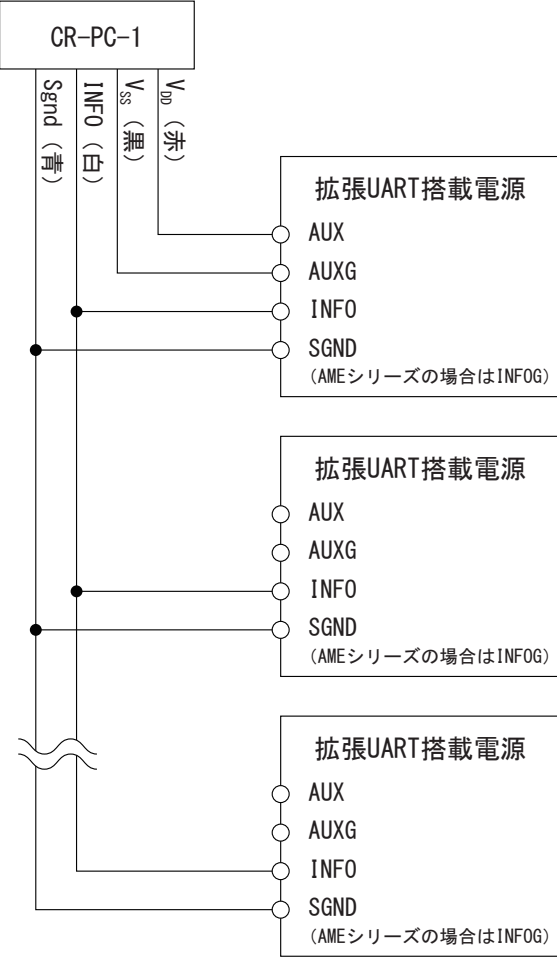 CR-PC-1
Sgnd（青）
INFO（白）
VSS（黒）
VDD（赤）
拡張UART搭載電源
AUX
AUXG
INFO
SGND
(AMEシリーズの場合はINFOG)
拡張UART搭載電源
AUX
AUXG
INFO
SGND
(AMEシリーズの場合はINFOG)
拡張UART搭載電源
AUX
AUXG
INFO
SGND
(AMEシリーズの場合はINFOG)